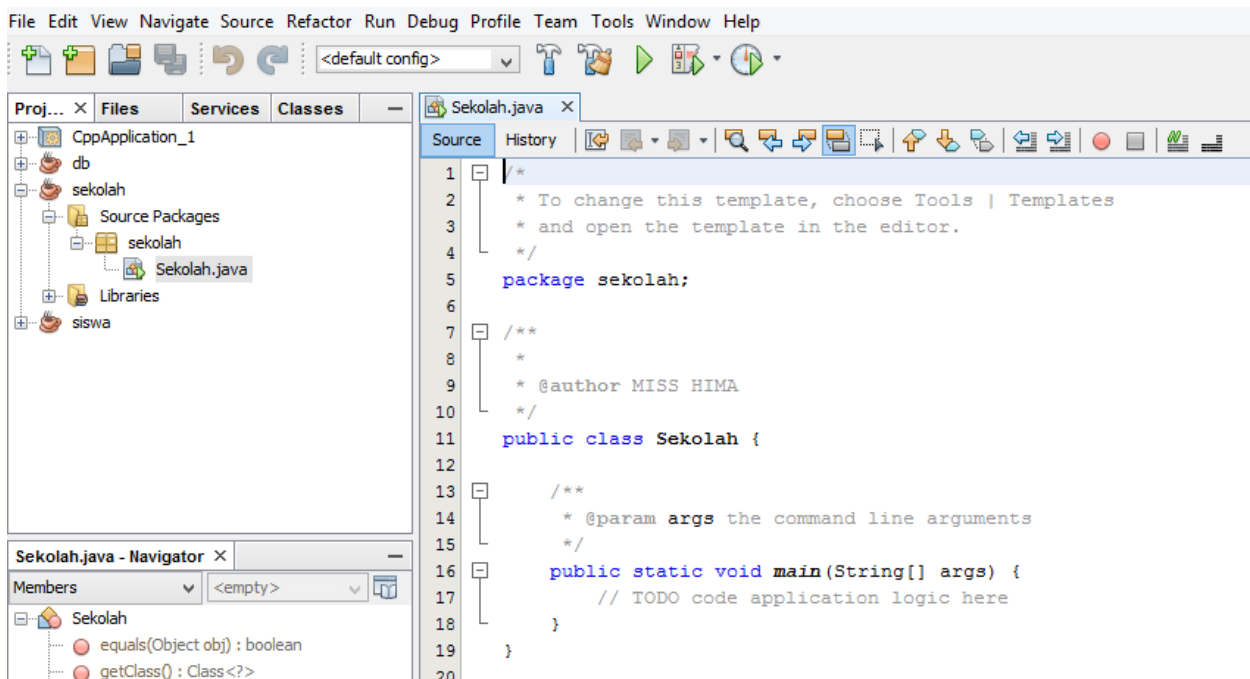 File Edit View Navigate Source Refactor Run Debug Profile Team Tools Window Help
<default config>
Proj... Files Services Classes
CppApplication_1
db
sekolah
Source Packages
sekolah
Sekolah.java
Libraries
siswa
Sekolah.java - Navigator
Members <empty>
Sekolah
equals(Object obj) : boolean
getClass() : Class<?>
Sekolah.java
Source History
1 /*
2 * To change this template, choose Tools | Templates
3 * and open the template in the editor.
4 */
5 package sekolah;
6
7 /**
8 *
9 * @author MISS HIMA
10 */
11 public class Sekolah {
12
13 /**
14 * @param args the command line arguments
15 */
16 public static void main(String[] args) {
17 // TODO code application logic here
18 }
19 }
20